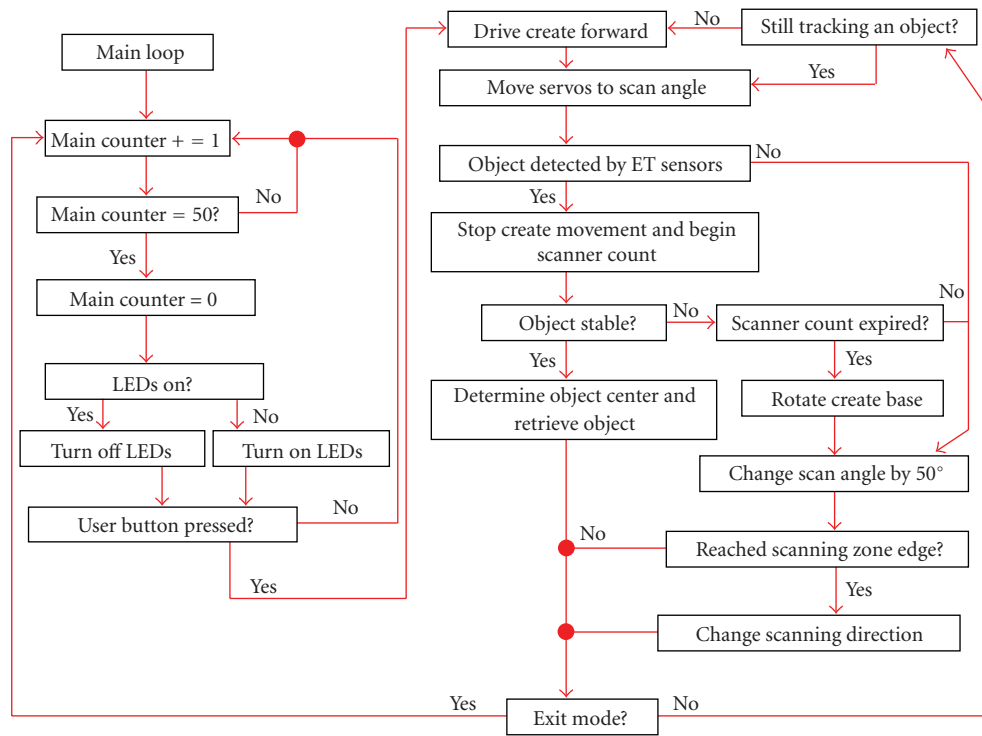 Main loop
Main counter + = 1
Main counter = 50?
No
Yes
Main counter = 0
LEDs on?
Yes
No
Turn off LEDs
Turn on LEDs
User button pressed?
No
Yes
Drive create forward
No
Still tracking an object?
Yes
Move servos to scan angle
Object detected by ET sensors
No
Yes
Stop create movement and begin
scanner count
Object stable?
No
Scanner count expired?
No
Yes
Yes
Determine object center and
retrieve object
Rotate create base
Change scan angle by 50°
Reached scanning zone edge?
No
Yes
Change scanning direction
Exit mode?
Yes
No